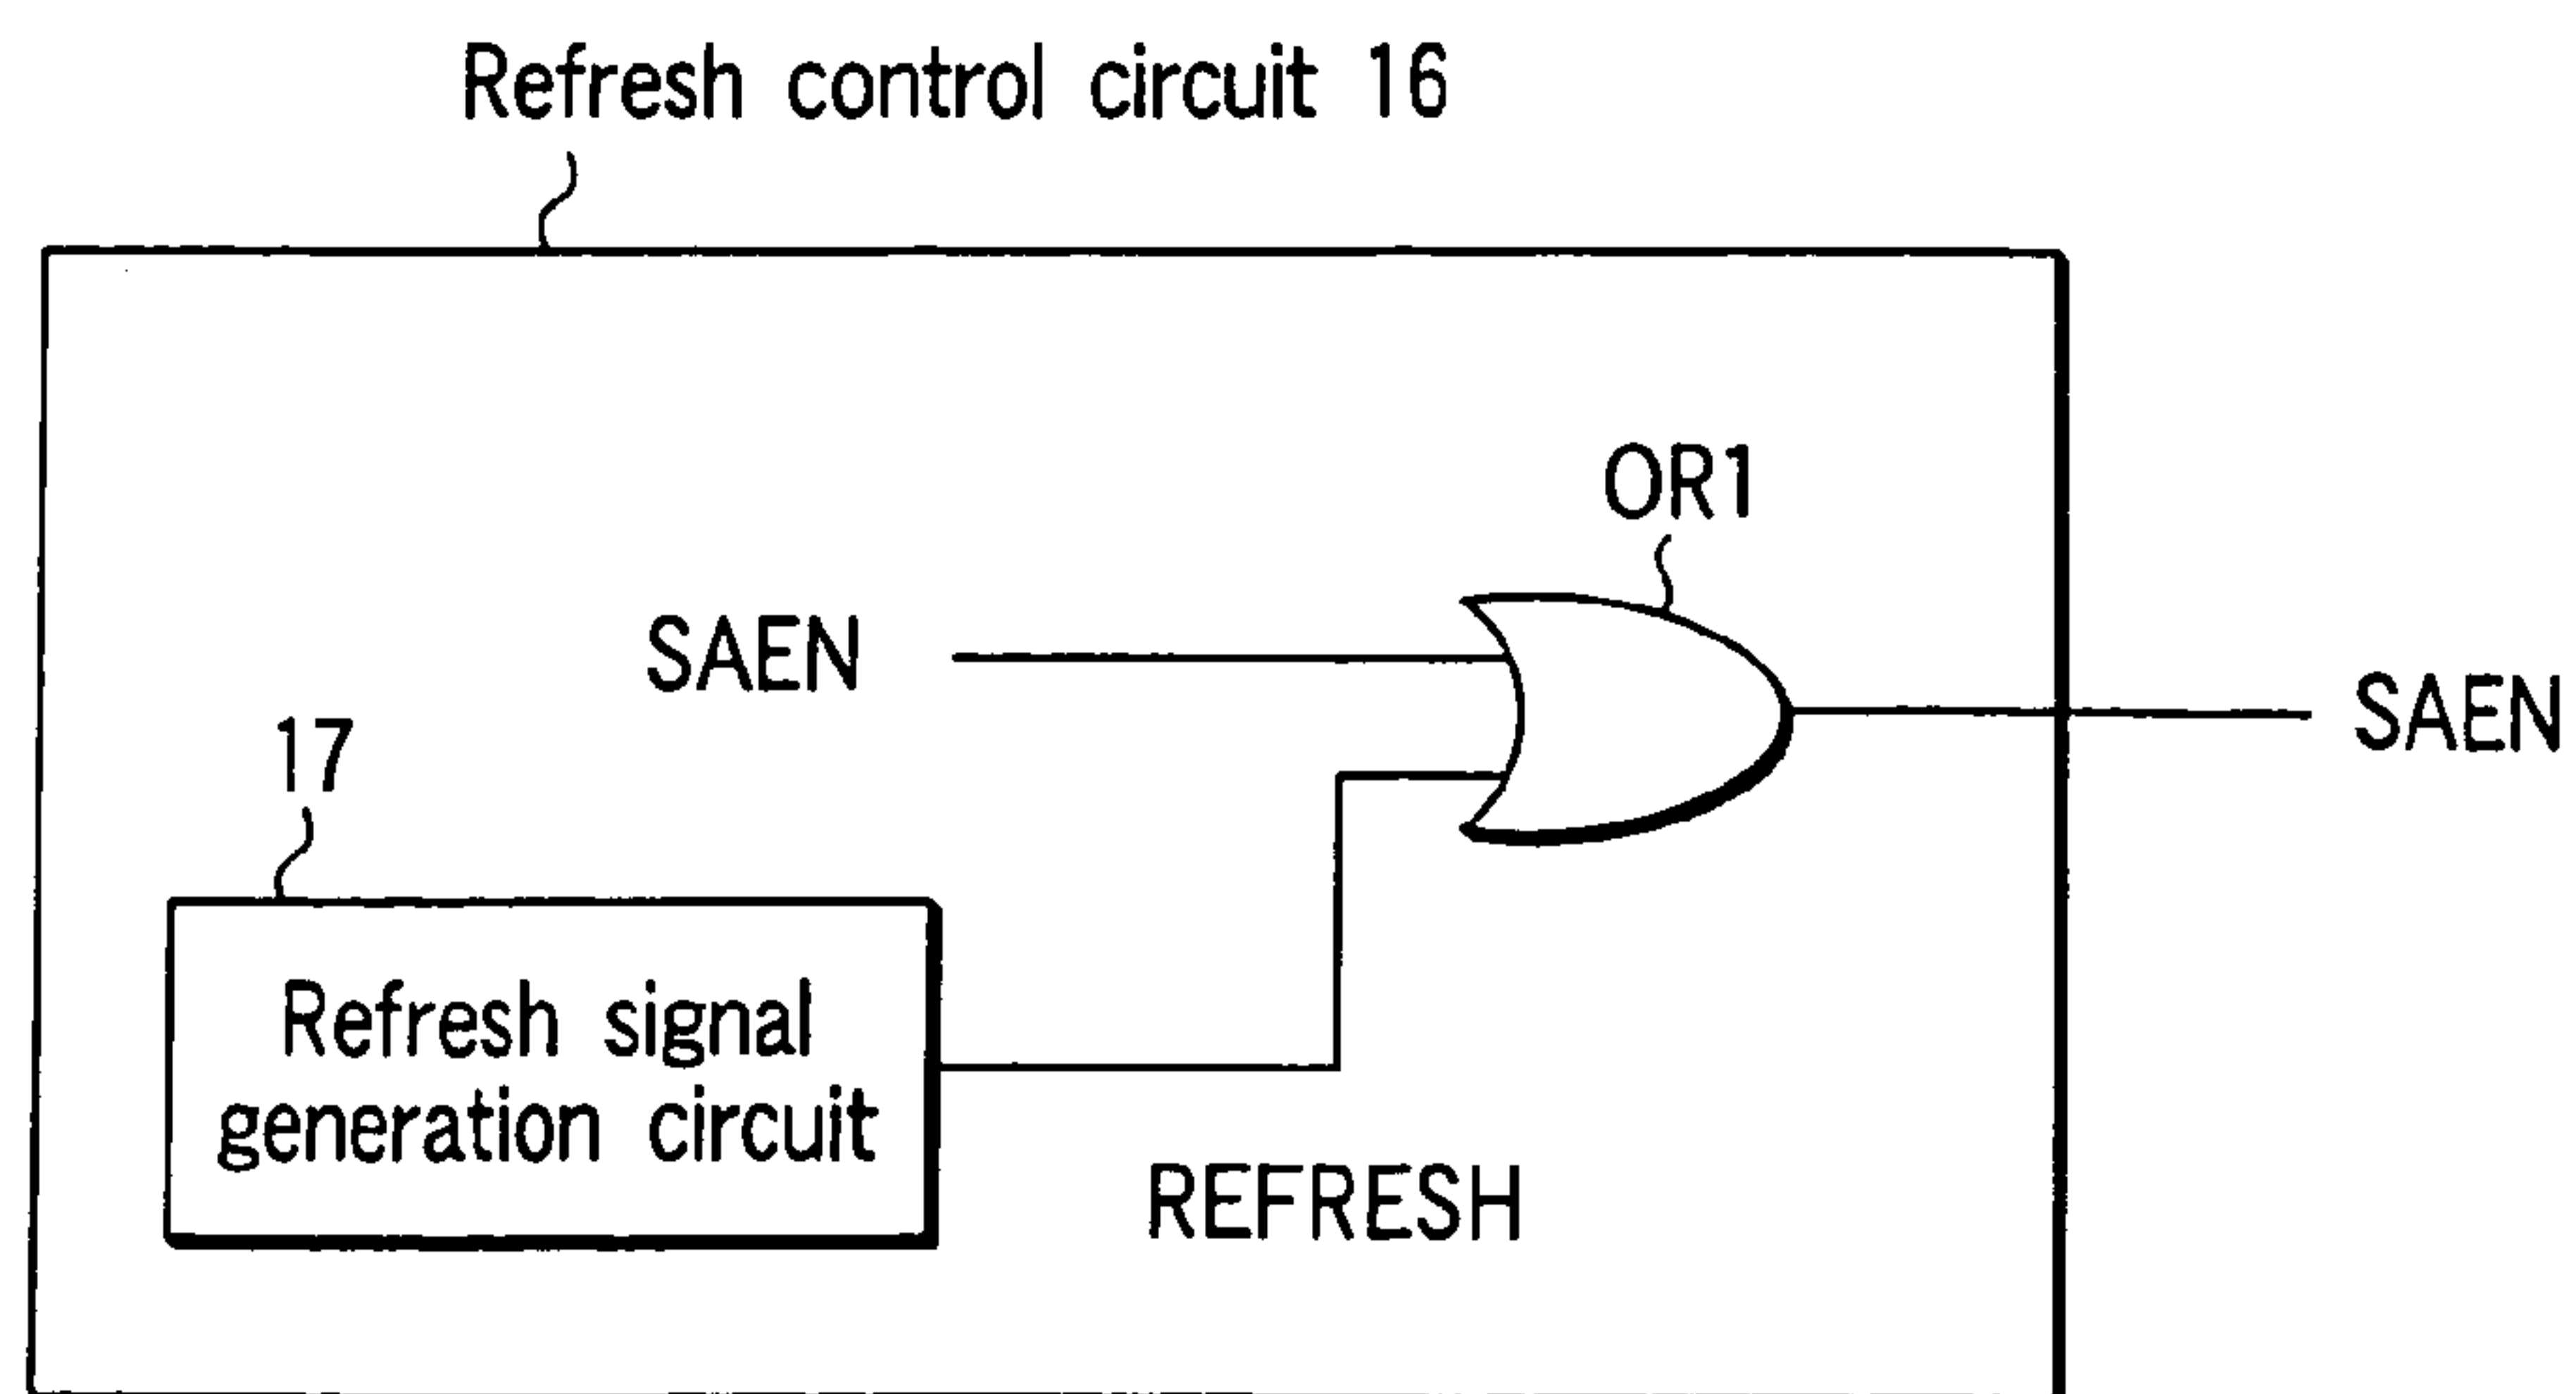 Refresh control circuit 16
OR1
SAEN
SAEN
17
Refresh signal
generation circuit
REFRESH